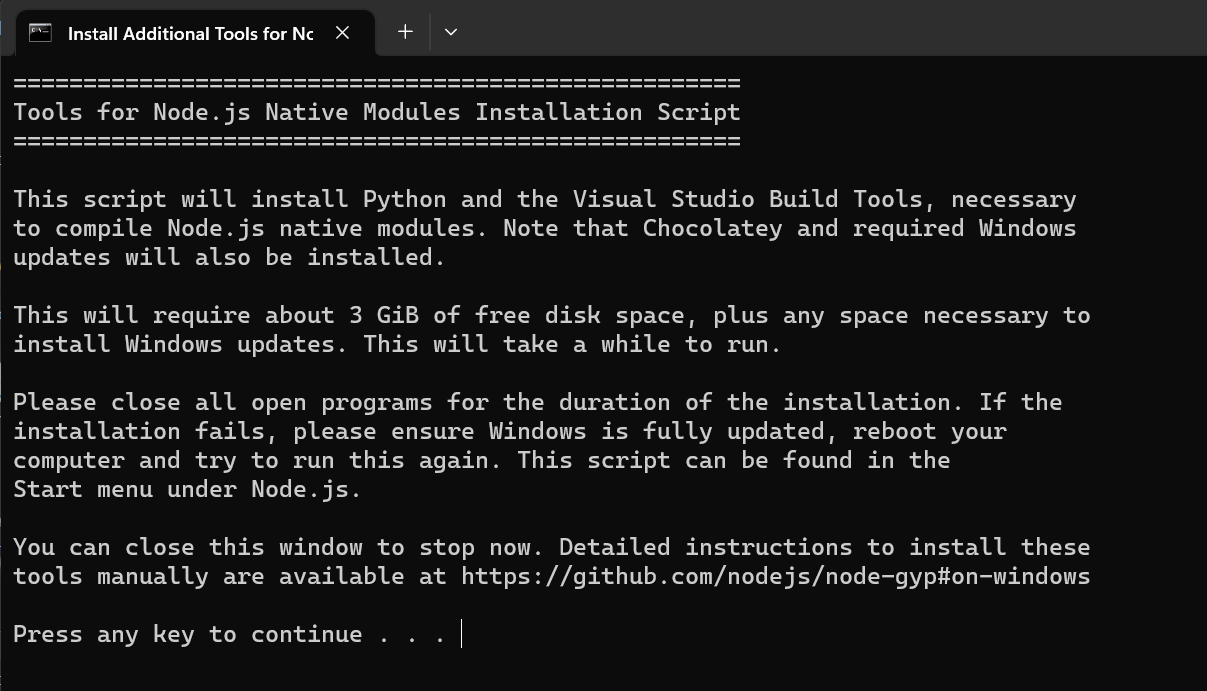 Install Additional Tools for No
====================================================
Tools for Node.js Native Modules Installation Script
====================================================
This script will install Python and the Visual Studio Build Tools, necessary
to compile Node.js native modules. Note that Chocolatey and required Windows
updates will also be installed.
This will require about 3 GiB of free disk space, plus any space necessary to
install Windows updates. This will take a while to run.
Please close all open programs for the duration of the installation. If the
installation fails, please ensure Windows is fully updated, reboot your
computer and try to run this again. This script can be found in the
Start menu under Node.js.
You can close this window to stop now. Detailed instructions to install these
tools manually are available at https://github.com/nodejs/node-gyp#on-windows
Press any key to continue . . .